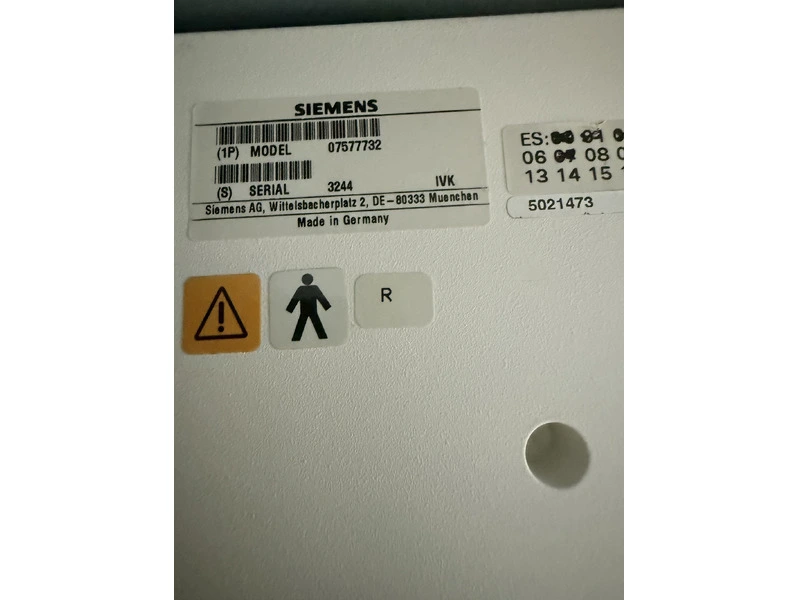 SIEMENS
(1P) MODEL 07577732
(S) SERIAL 3244 IVK
Siemens AG, Wittelsbacherplatz 2, DE-80333 Muenchen
Made in Germany
ES: 01
06 08
13 14 15
5021473
R